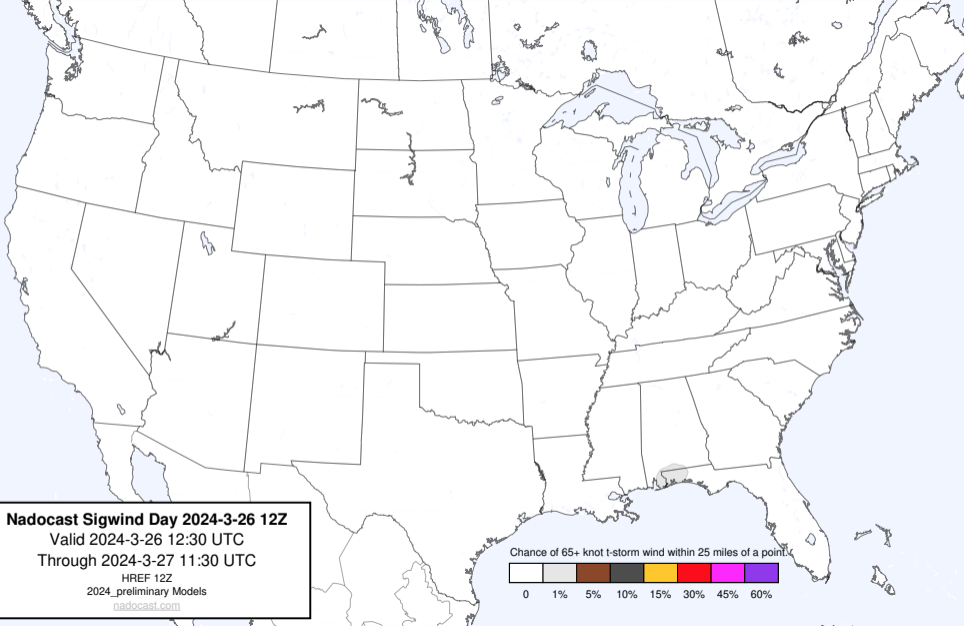 Nadocast Sigwind Day 2024-3-26 12Z
Valid 2024-3-26 12:30 UTC
Through 2024-3-27 11:30 UTC
HREF 12Z
2024_preliminary Models
nadocast.com
Chance of 65+ knot t-storm wind within 25 miles of a point.
0 1% 5% 10% 15% 30% 45% 60%